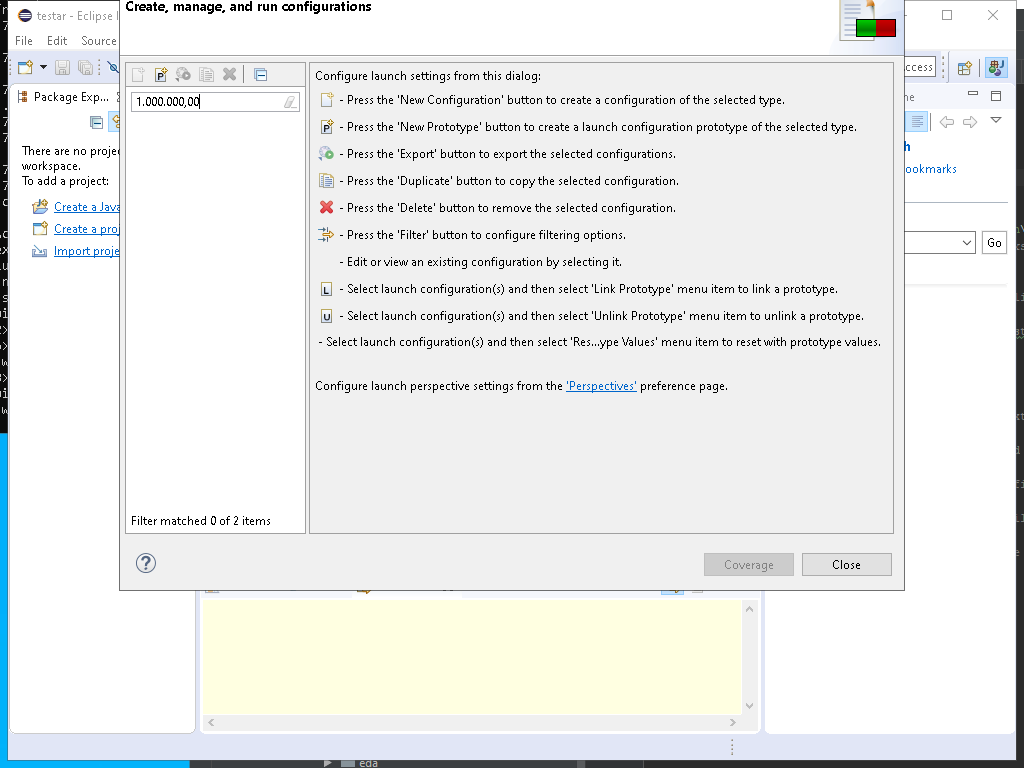 Create, manage, and run configurations
testar - Eclipse I
File Edit Source
ccess
Package Exp...
1.000.000,00
There are no proje
workspace.
To add a project:
Create a Java
Create a proj
Import proje
Configure launch settings from this dialog:
- Press the 'New Configuration' button to create a configuration of the selected type.
- Press the 'New Prototype' button to create a launch configuration prototype of the selected type.
- Press the 'Export' button to export the selected configurations.
- Press the 'Duplicate' button to copy the selected configuration.
- Press the 'Delete' button to remove the selected configuration.
- Press the 'Filter' button to configure filtering options.
- Edit or view an existing configuration by selecting it.
- Select launch configuration(s) and then select 'Link Prototype' menu item to link a prototype.
- Select launch configuration(s) and then select 'Unlink Prototype' menu item to unlink a prototype.
- Select launch configuration(s) and then select 'Res...ype Values' menu item to reset with prototype values.
Configure launch perspective settings from the 'Perspectives' preference page.
Filter matched 0 of 2 items
Coverage
Close
ne
h
ookmarks
Go
eda